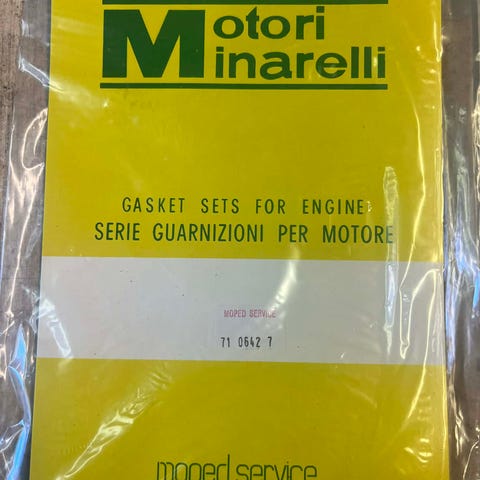 Motori
Minarelli
GASKET SETS FOR ENGINE:
SERIE GUARNIZIONI PER MOTORE
MOPED SERVICE
71 0642 7
moped service